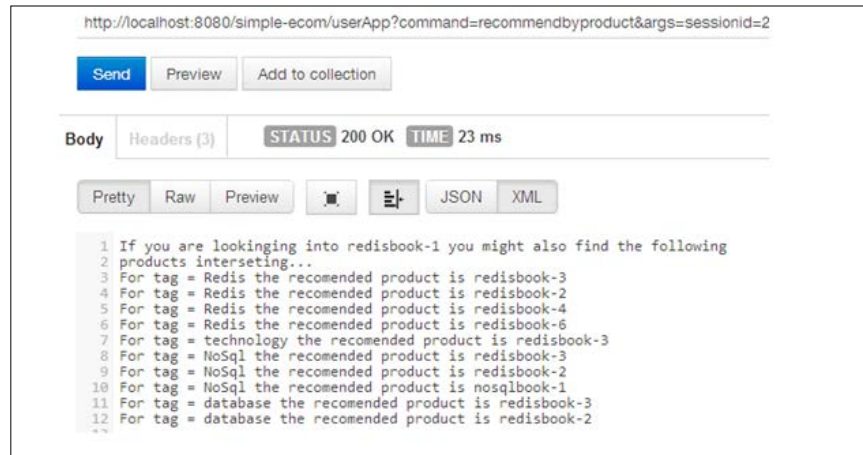 http://localhost:8080/simple-ecom/userApp?command=recommendbyproduct&args=sessionid=2
Send Preview Add to collection
Body Headers (3) STATUS 200 OK TIME 23 ms
Pretty Raw Preview JSON XML
1 If you are lookinging into redisbook-1 you might also find the following
2 products interseting...
3 For tag = Redis the recomended product is redisbook-3
4 For tag = Redis the recomended product is redisbook-2
5 For tag = Redis the recomended product is redisbook-4
6 For tag = Redis the recomended product is redisbook-6
7 For tag = technology the recomended product is redisbook-3
8 For tag = NoSql the recomended product is redisbook-3
9 For tag = NoSql the recomended product is redisbook-2
10 For tag = NoSql the recomended product is nosqlbook-1
11 For tag = database the recomended product is redisbook-3
12 For tag = database the recomended product is redisbook-2